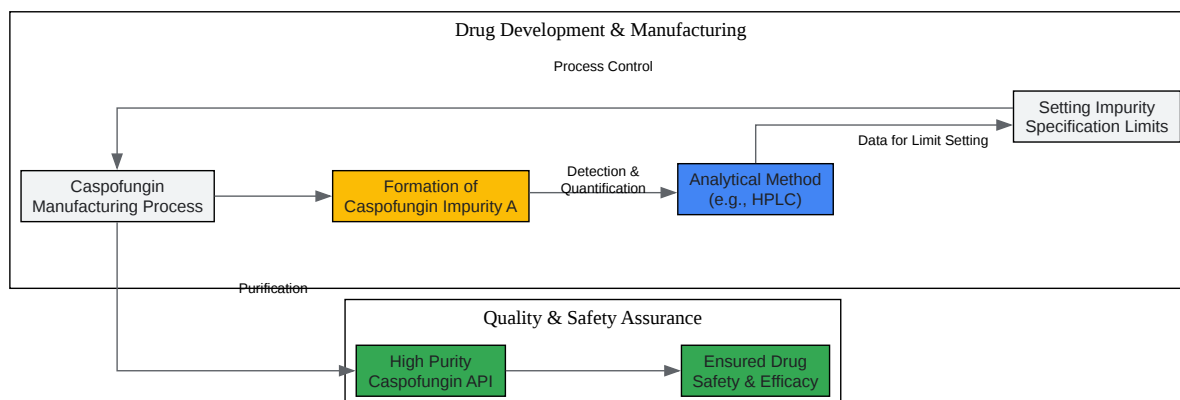 Drug Development & Manufacturing
Process Control
Setting Impurity
Specification Limits
Data for Limit Setting
Caspofungin
Manufacturing Process
Formation of
Caspofungin Impurity A
Detection &
Quantification
Analytical Method
(e.g., HPLC)
Purification
Quality & Safety Assurance
High Purity
Caspofungin API
Ensured Drug
Safety & Efficacy